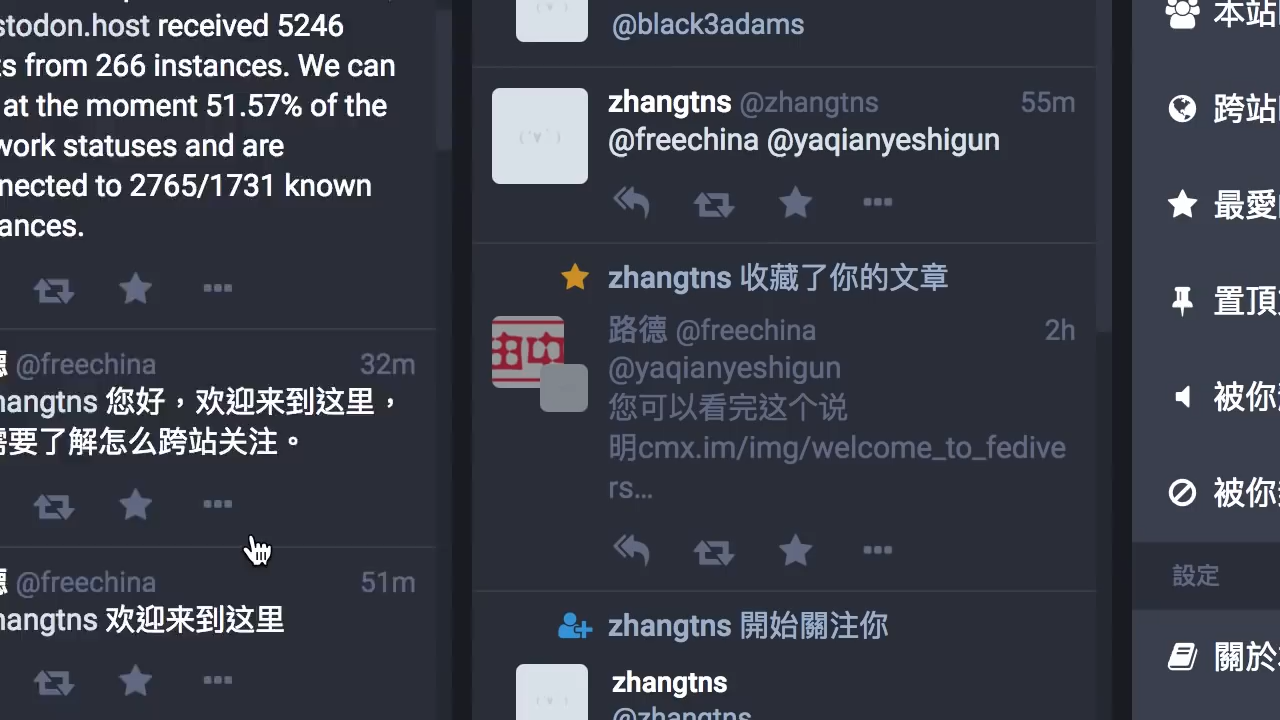 stodon.host received 5246
s from 266 instances. We can
at the moment 51.57% of the
work statuses and are
nected to 2765/1731 known
ances.
@freechina 32m
angtns 您好，欢迎来到这里，
需要了解怎么跨站关注。
@freechina 51m
angtns 欢迎来到这里
@black3adams
zhangtns @zhangtns 55m
@freechina @yaqianyeshigun
zhangtns 收藏了你的文章
路德 @freechina 2h
@yaqianyeshigun
您可以看完这个说
明cmx.im/img/welcome_to_fedive
rs…
zhangtns 開始關注你
zhangtns
@zhangtns
本站
跨站
最愛
置頂
被你
被你
設定
關於